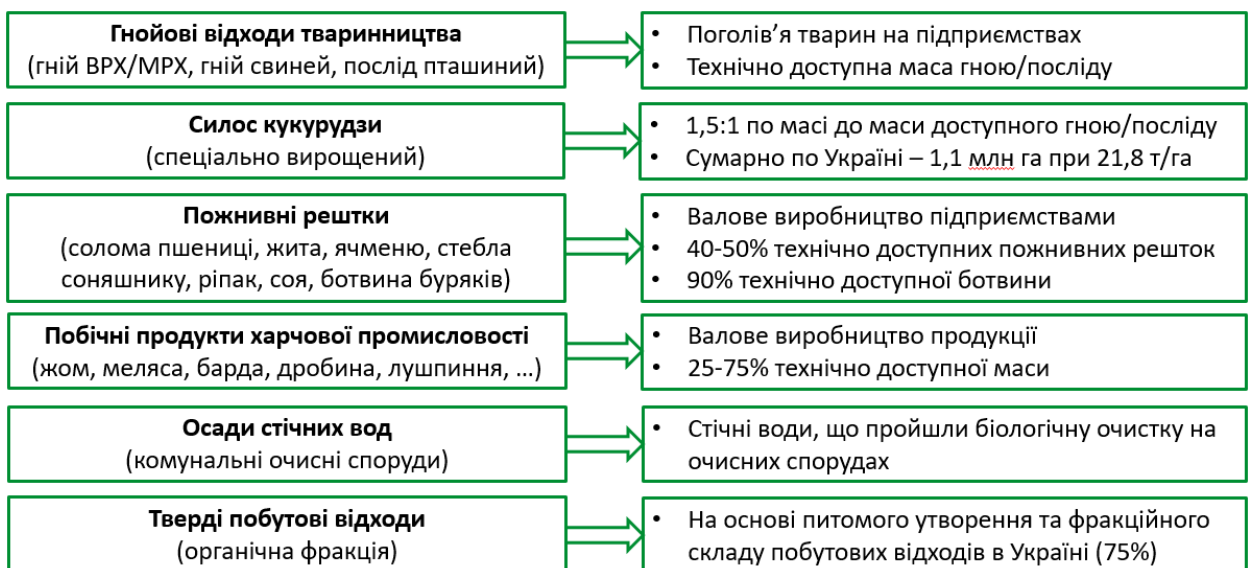 Гнойові відходи тваринництва
(гній ВРХ/МРХ, гній свиней, послід пташиний)
• Поголів’я тварин на підприємствах
• Технічно доступна маса гною/посліду
Силос кукурудзи
(спеціально вирощений)
• 1,5:1 по масі до маси доступного гною/посліду
• Сумарно по Україні – 1,1 млн га при 21,8 т/га
Пожнивні рештки
(солома пшениці, жита, ячменю, стебла
соняшнику, ріпак, соя, ботвина буряків)
• Валове виробництво підприємствами
• 40-50% технічно доступних пожнивних решток
• 90% технічно доступної ботвини
Побічні продукти харчової промисловості
(жом, меляса, барда, дробина, лушпиння, ...)
• Валове виробництво продукції
• 25-75% технічно доступної маси
Осади стічних вод
(комунальні очисні споруди)
• Стічні води, що пройшли біологічну очистку на
очисних спорудах
Тверді побутові відходи
(органічна фракція)
• На основі питомого утворення та фракційного
складу побутових відходів в Україні (75%)